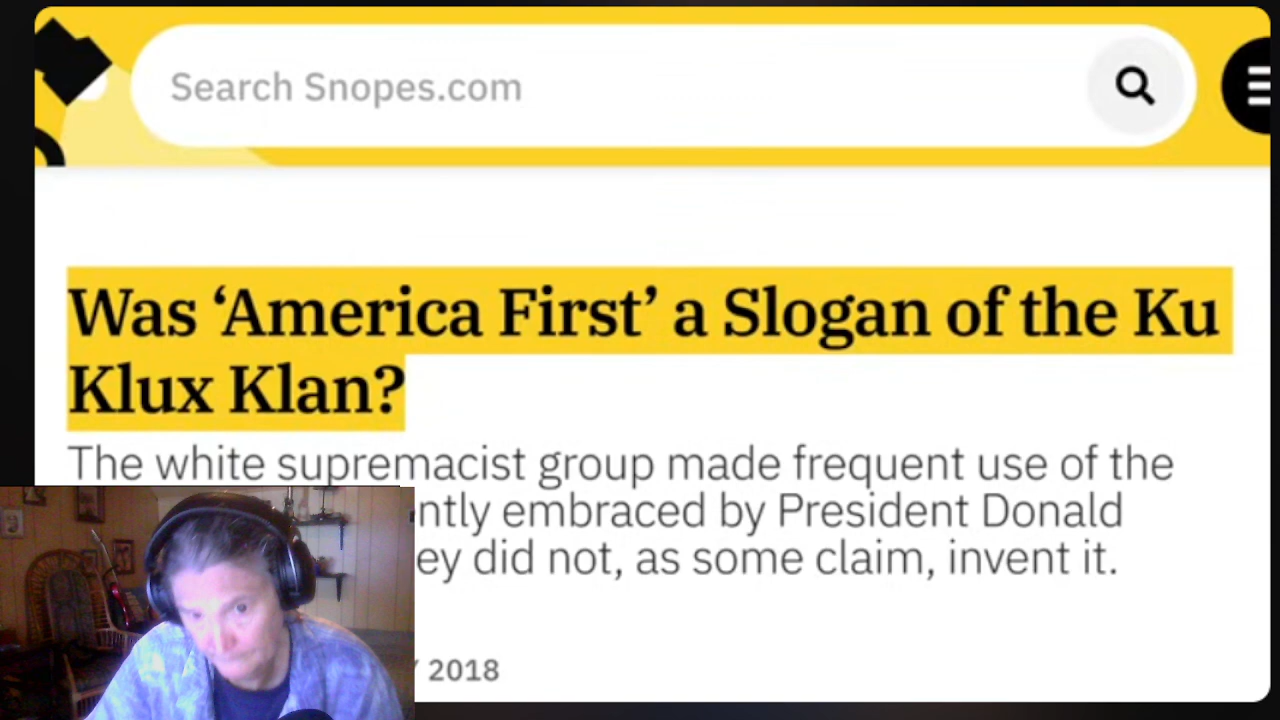 Search Snopes.com
Was ‘America First’ a Slogan of the Ku
Klux Klan?
The white supremacist group made frequent use of the
ntly embraced by President Donald
ey did not, as some claim, invent it.
2018